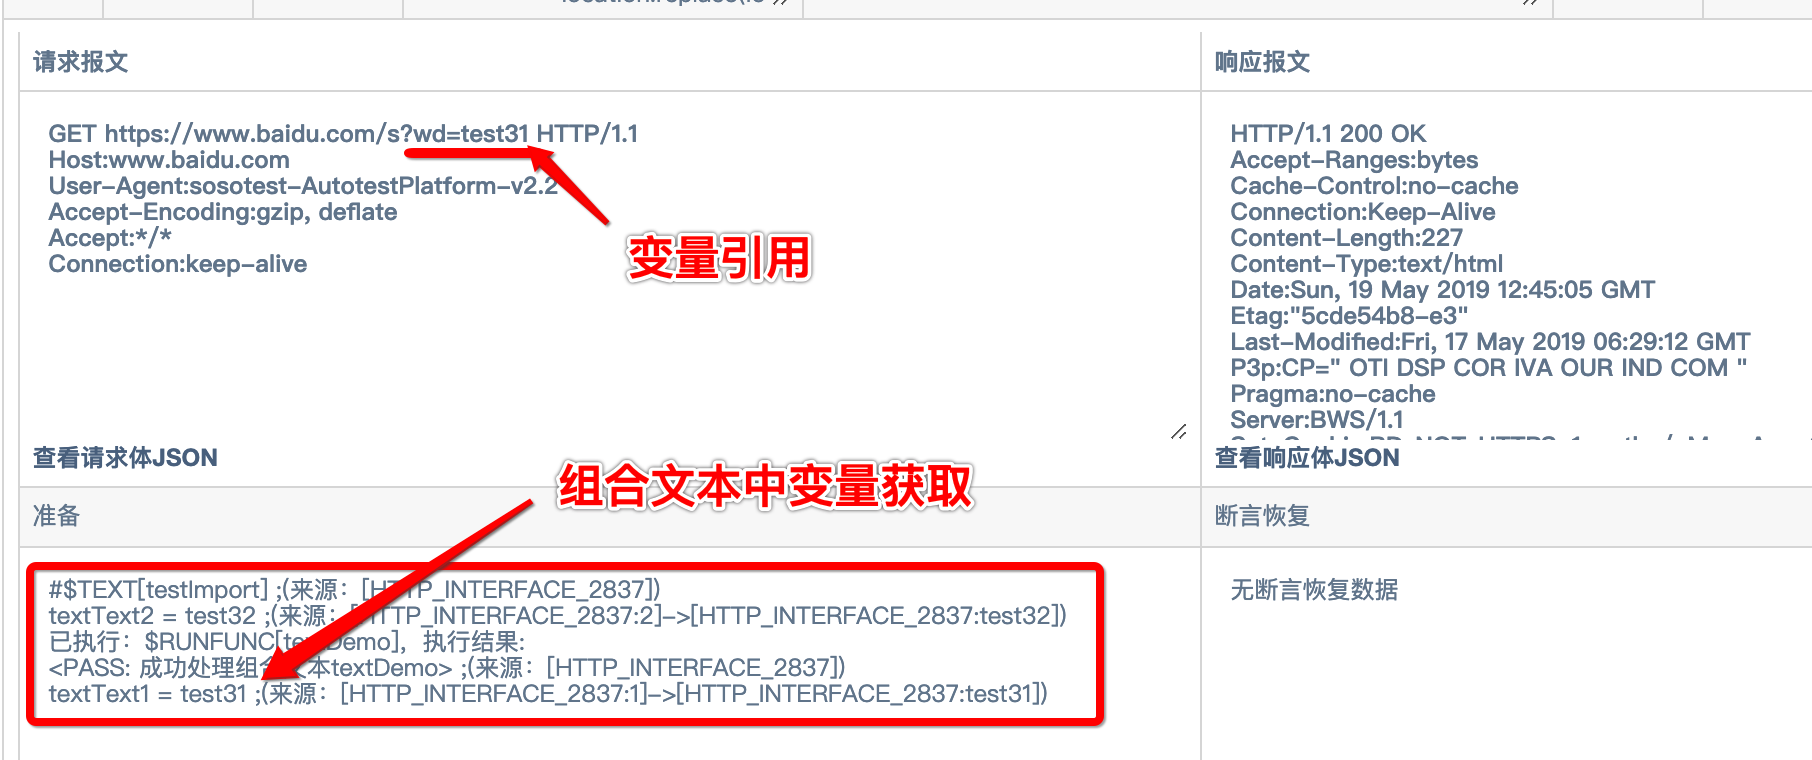 请求报文
响应报文
GET https://www.baidu.com/s?wd=test31 HTTP/1.1
Host:www.baidu.com
User-Agent:sosotest-AutotestPlatform-v2.2
Accept-Encoding:gzip, deflate
Accept:*/*
Connection:keep-alive
变量引用
HTTP/1.1 200 OK
Accept-Ranges:bytes
Cache-Control:no-cache
Connection:Keep-Alive
Content-Length:227
Content-Type:text/html
Date:Sun, 19 May 2019 12:45:05 GMT
Etag:"5cde54b8-e3"
Last-Modified:Fri, 17 May 2019 06:29:12 GMT
P3p:CP=" OTI DSP COR IVA OUR IND COM "
Pragma:no-cache
Server:BWS/1.1
查看请求体JSON
查看响应体JSON
组合文本中变量获取
准备
断言恢复
#$TEXT[testImport] ;(来源：[HTTP_INTERFACE_2837])
textText2 = test32 ;(来源：[HTTP_INTERFACE_2837:2]->[HTTP_INTERFACE_2837:test32])
已执行：$RUNFUNC[textDemo]，执行结果:
<PASS: 成功处理组合文本textDemo> ;(来源：[HTTP_INTERFACE_2837])
textText1 = test31 ;(来源：[HTTP_INTERFACE_2837:1]->[HTTP_INTERFACE_2837:test31])
无断言恢复数据